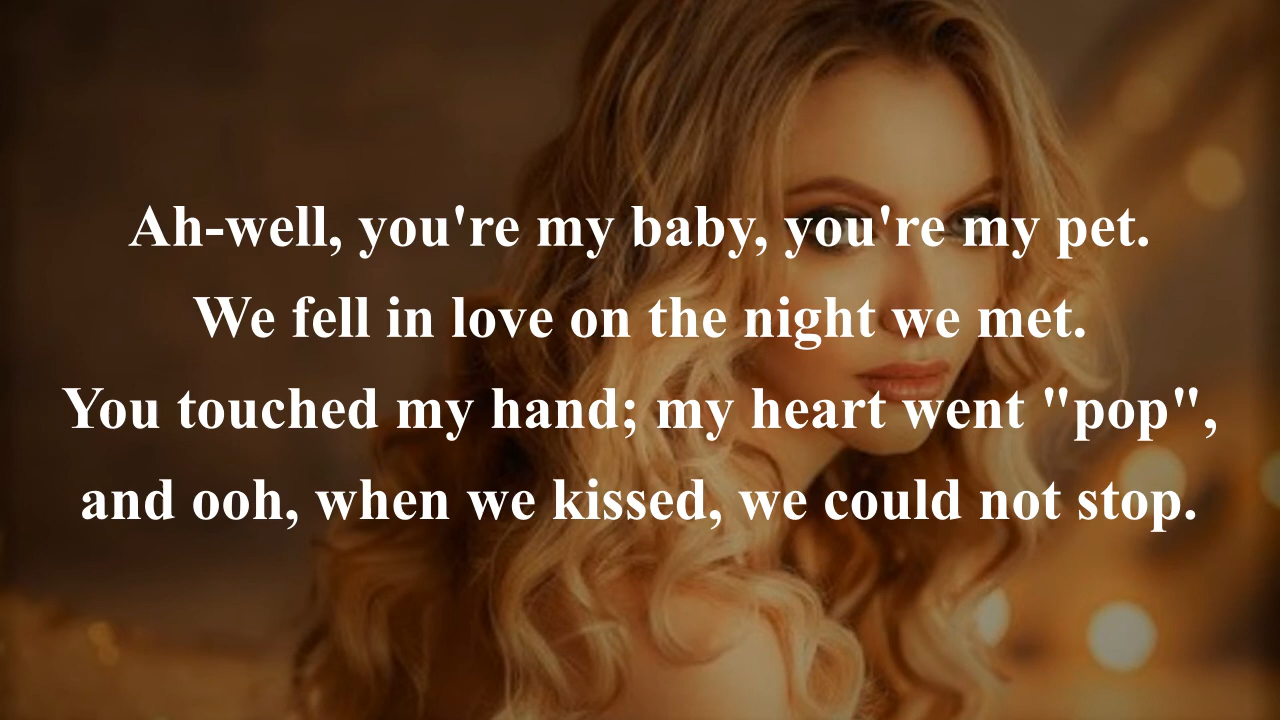 Ah-well, you're my baby, you're my pet.
We fell in love on the night we met.
You touched my hand; my heart went "pop",
and ooh, when we kissed, we could not stop.